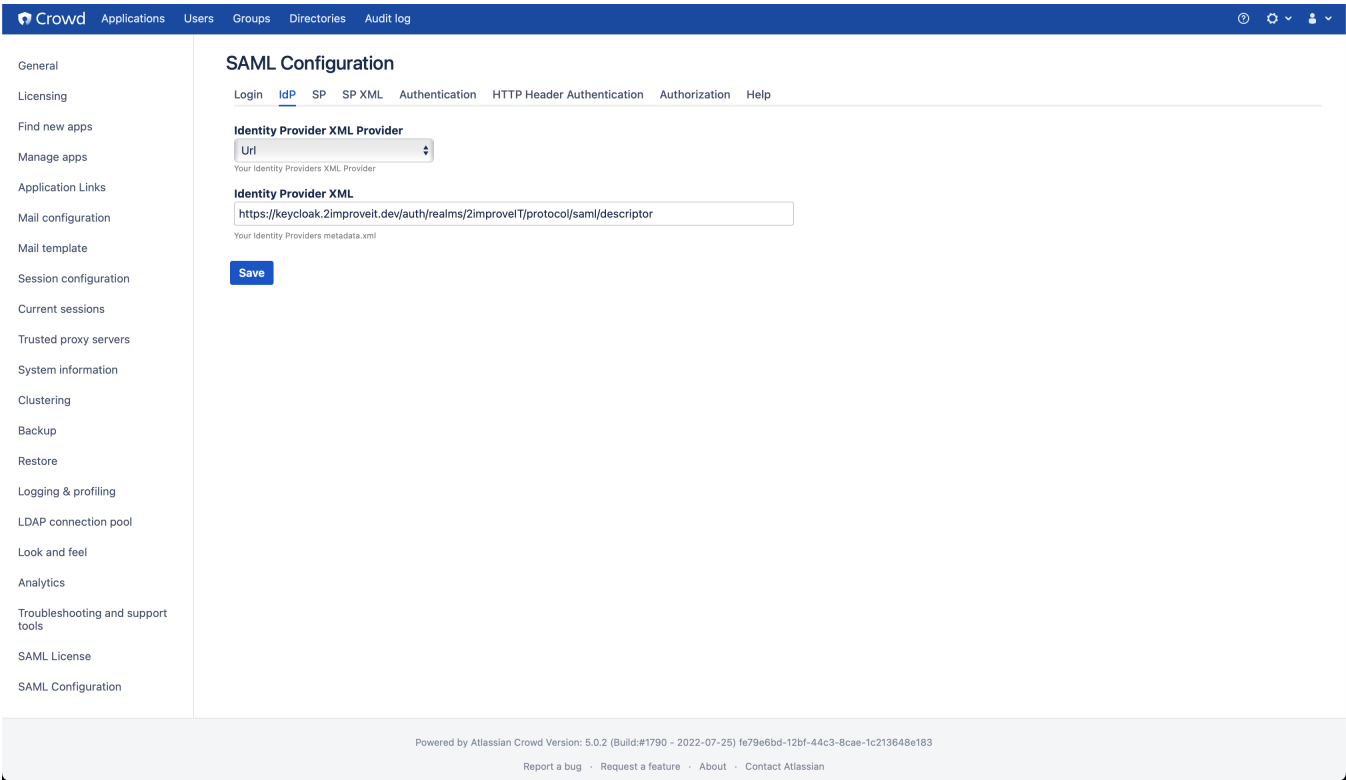 Crowd Applications Users Groups Directories Audit log
General
Licensing
Find new apps
Manage apps
Application Links
Mail configuration
Mail template
Session configuration
Current sessions
Trusted proxy servers
System information
Clustering
Backup
Restore
Logging & profiling
LDAP connection pool
Look and feel
Analytics
Troubleshooting and support
tools
SAML License
SAML Configuration
SAML Configuration
Login IdP SP SP XML Authentication HTTP Header Authentication Authorization Help
Identity Provider XML Provider
Url
Your Identity Providers XML Provider
Identity Provider XML
https://keycloak.2improveit.dev/auth/realms/2improveIT/protocol/saml/descriptor
Your Identity Providers metadata.xml
Save
Powered by Atlassian Crowd Version: 5.0.2 (Build:#1790 - 2022-07-25) fe79e6bd-12bf-44c3-8cae-1c213648e183
Report a bug · Request a feature · About · Contact Atlassian